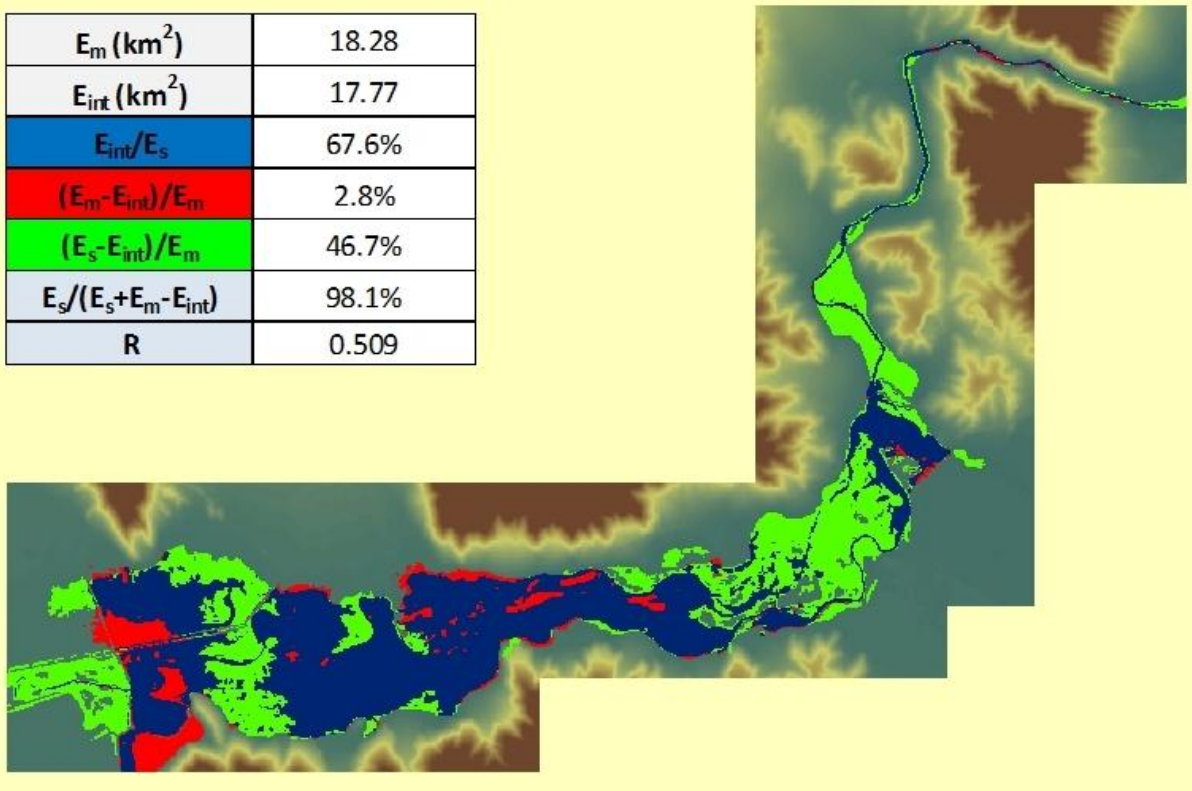 Em (km²) 18.28
Eint (km²) 17.77
Eint/Es 67.6%
(Em-Eint)/Em 2.8%
(Es-Eint)/Em 46.7%
Es/(Es+Em-Eint) 98.1%
R 0.509